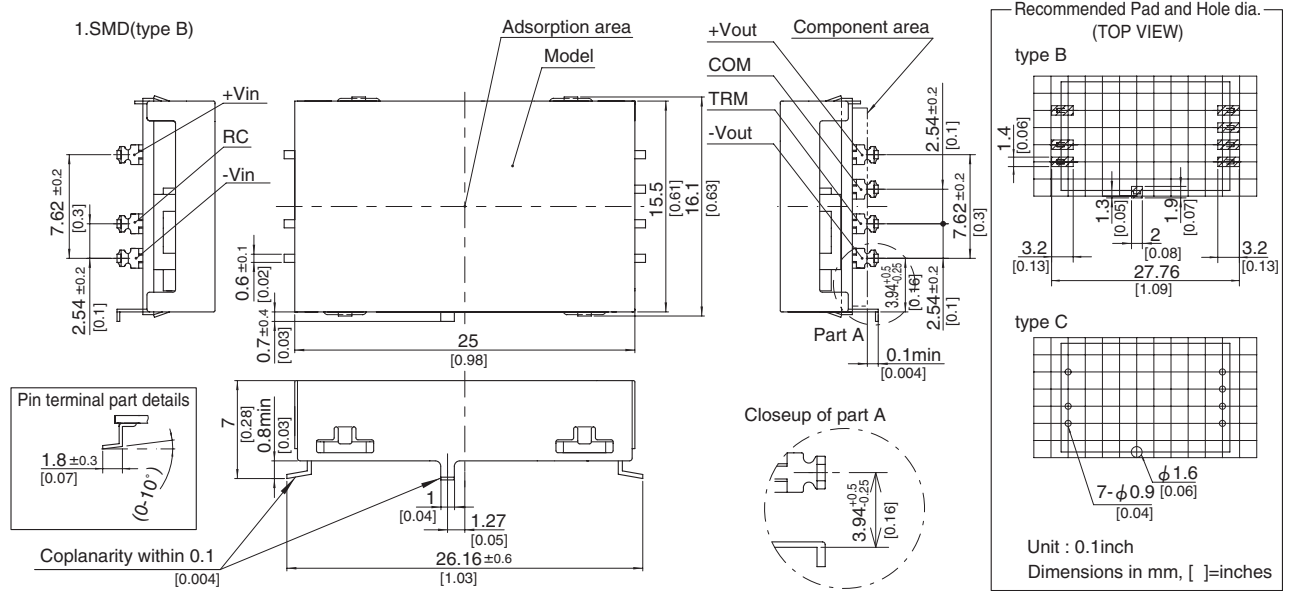 1.SMD(type B)
+Vin
RC
-Vin
7.62 ±0.2
[0.3]
2.54 ±0.2
[0.1]
Adsorption area
Model
0.6 ±0.1
[0.02]
0.7±0.4
[0.03]
15.5
[0.61]
16.1
[0.63]
25
[0.98]
+Vout
COM
TRM
-Vout
Component area
2.54±0.2
[0.1]
7.62±0.2
[0.3]
3.94 +0.5 -0.25
[0.16]
2.54±0.2
[0.1]
Part A
0.1min
[0.004]
Pin terminal part details
1.8 ±0.3
[0.07]
(0-10°)
7
[0.28]
0.8min
[0.03]
1
[0.04]
1.27
[0.05]
26.16 ±0.6
[1.03]
Coplanarity within 0.1
[0.004]
Closeup of part A
3.94 +0.5 -0.25
[0.16]
Recommended Pad and Hole dia.
(TOP VIEW)
type B
1.4
[0.06]
1.3
[0.05]
1.9
[0.07]
2
[0.08]
3.2
[0.13]
3.2
[0.13]
27.76
[1.09]
type C
ϕ1.6
[0.06]
7-ϕ0.9
[0.04]
Unit : 0.1inch
Dimensions in mm, [ ]=inches